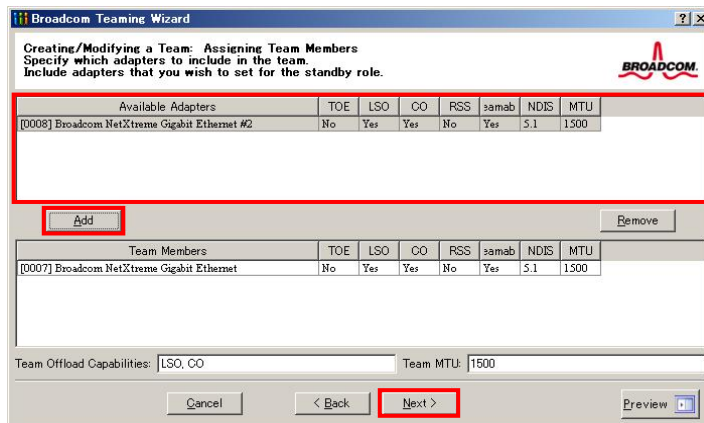 Broadcom Teaming Wizard
Creating/Modifying a Team: Assigning Team Members
Specify which adapters to include in the team.
Include adapters that you wish to set for the standby role.
BROADCOM.
Available Adapters TOE LSO CO RSS eamab NDIS MTU
[0008] Broadcom NetXtreme Gigabit Ethernet #2 No Yes Yes No Yes 5.1 1500
Add Remove
Team Members TOE LSO CO RSS eamab NDIS MTU
[0007] Broadcom NetXtreme Gigabit Ethernet No Yes Yes No Yes 5.1 1500
Team Offload Capabilities: LSO, CO Team MTU: 1500
Cancel < Back Next > Preview